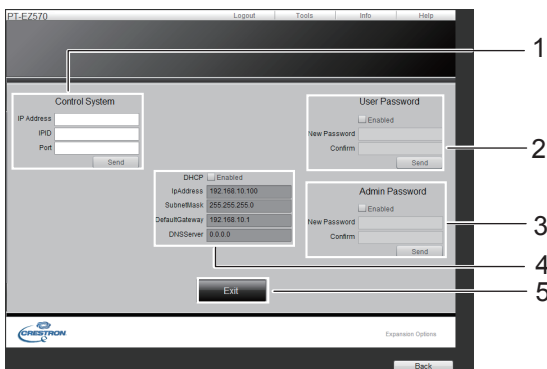 PT-EZ570 Logout Tools Info Help
1
Control System
IP Address
IPID
Port
Send
User Password
Enabled
New Password
Confirm
Send
2
DHCP Enabled
IpAddress 192.168.10.100
SubnetMask 255.255.255.0
DefaultGateway 192.168.10.1
DNSServer 0.0.0.0
Admin Password
Enabled
New Password
Confirm
Send
3
4
Exit
5
CRESTRON
Expansion Options
Back